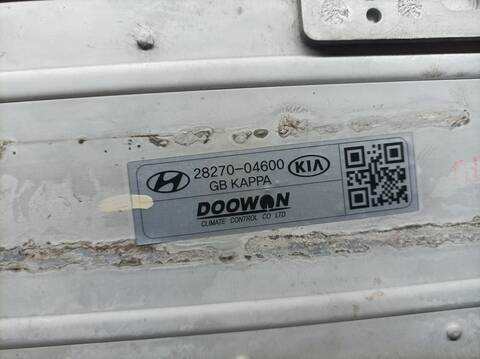 28270-04600 KIA
GB KAPPA
DOOWON
CLIMATE CONTROL CO LTD